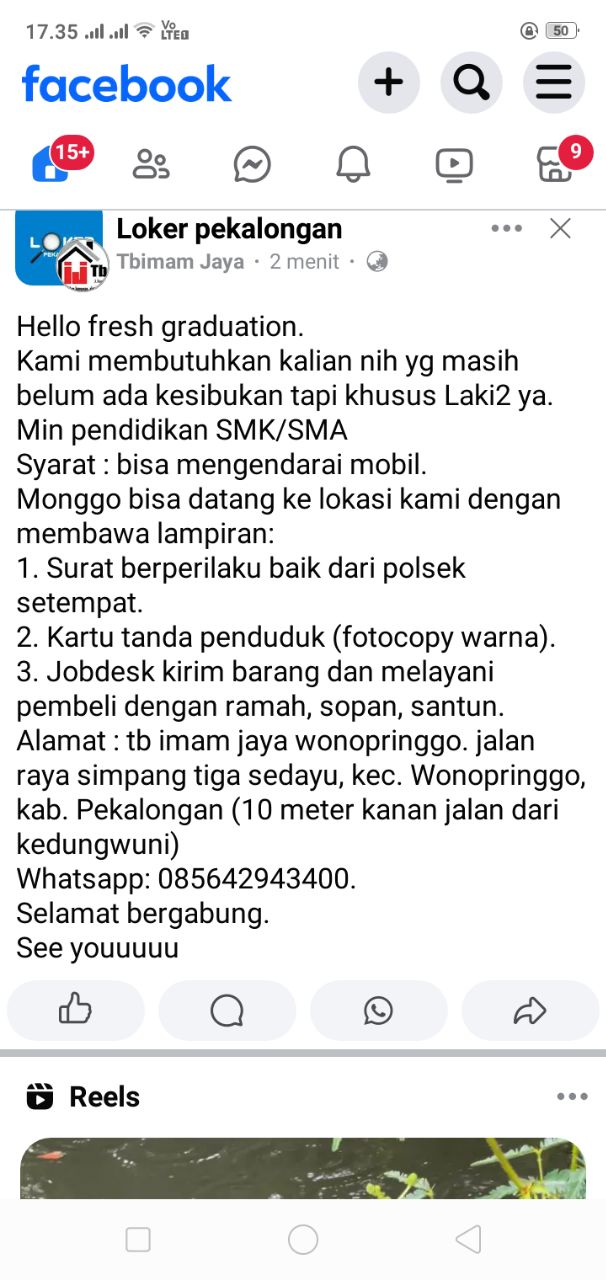 17.35 Vo LTE 50
facebook
15+ 9
Loker pekalongan
Tbimam Jaya · 2 menit ·
Hello fresh graduation.
Kami membutuhkan kalian nih yg masih
belum ada kesibukan tapi khusus Laki2 ya.
Min pendidikan SMK/SMA
Syarat : bisa mengendarai mobil.
Monggo bisa datang ke lokasi kami dengan
membawa lampiran:
1. Surat berperilaku baik dari polsek
setempat.
2. Kartu tanda penduduk (fotocopy warna).
3. Jobdesk kirim barang dan melayani
pembeli dengan ramah, sopan, santun.
Alamat : tb imam jaya wonopringgo. jalan
raya simpang tiga sedayu, kec. Wonopringgo,
kab. Pekalongan (10 meter kanan jalan dari
kedungwuni)
Whatsapp: 085642943400.
Selamat bergabung.
See youuuuu
Reels